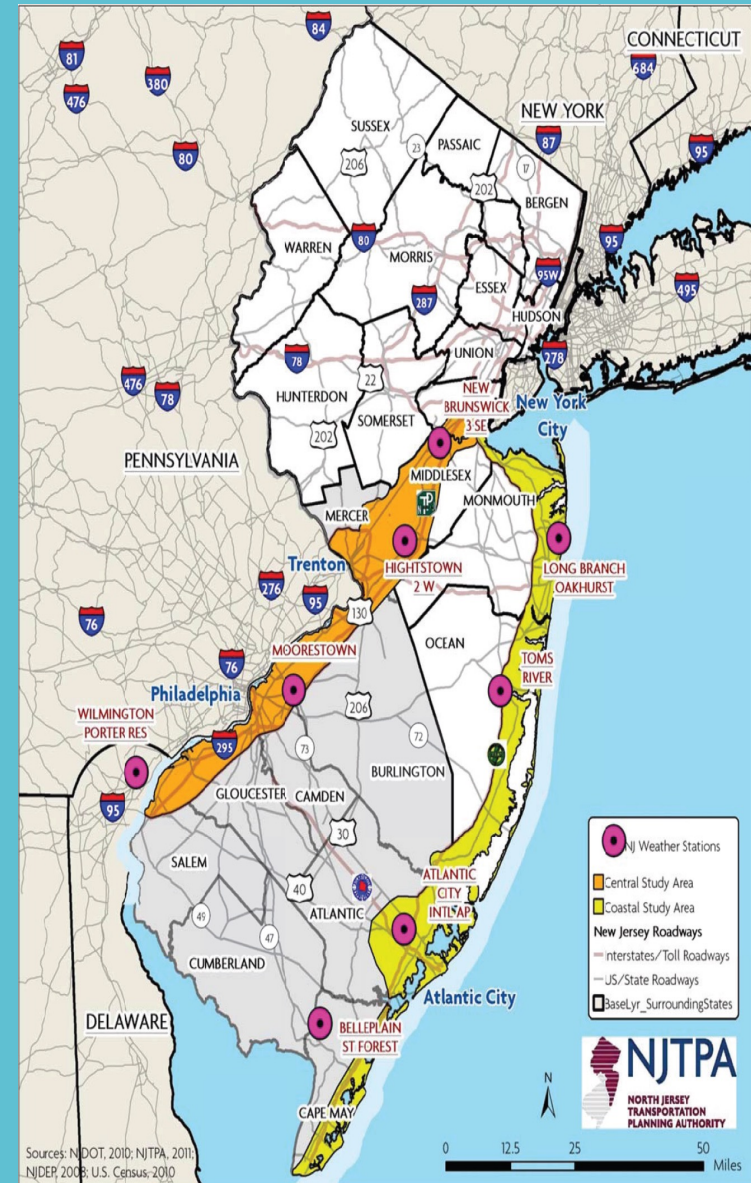 84
CONNECTICUT
81
684
380
476
NEW YORK
SUSSEX
23
PASSAIC
87
80
206
95
202
17
BERGEN
WARREN
80
MORRIS
95
ESSEX
95W
287
495
HUDSON
UNION
278
78
476
78
22
HUNTERDON
SOMERSET
NEW
BRUNSWICK
3 SE
New York
City
202
PENNSYLVANIA
MIDDLESEX
MONMOUTH
TP
MERCER
Trenton
HIGHTSTOWN
2 W
LONG BRANCH
OAKHURST
276
95
130
76
OCEAN
MOORESTOWN
TOMS
RIVER
76
Philadelphia
206
WILMINGTON
PORTER RES
72
295
73
BURLINGTON
95
GLOUCESTER
CAMDEN
30
SALEM
ATLANTIC
CITY
INTL AP
40
ATLANTIC
49
47
CUMBERLAND
Atlantic City
DELAWARE
BELLEPLAIN
ST FOREST
CAPE MAY
NJ Weather Stations
Central Study Area
Coastal Study Area
New Jersey Roadways
Interstates/Toll Roadways
US/State Roadways
BaseLyr_SurroundingStates
NJTPA
NORTH JERSEY
TRANSPORTATION
PLANNING AUTHORITY
N
0 12.5 25 50
Miles
Sources: NJDOT, 2010; NJTPA, 2011;
NJDEP, 2008; U.S. Census, 2010